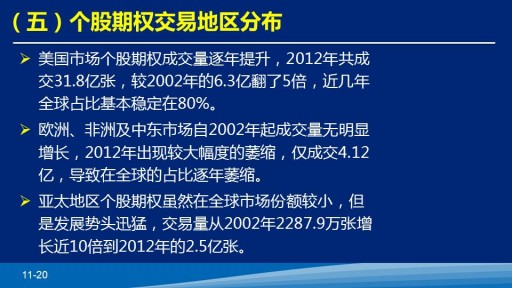 （五）个股期权交易地区分布
美国市场个股期权成交量逐年提升，2012年共成
交31.8亿张，较2002年的6.3亿翻了5倍，近几年
全球占比基本稳定在80%。
欧洲、非洲及中东市场自2002年起成交量无明显
增长，2012年出现较大幅度的萎缩，仅成交4.12
亿，导致在全球的占比逐年萎缩。
亚太地区个股期权虽然在全球市场份额较小，但
是发展势头迅猛，交易量从2002年2287.9万张增
长近10倍到2012年的2.5亿张。
11-20